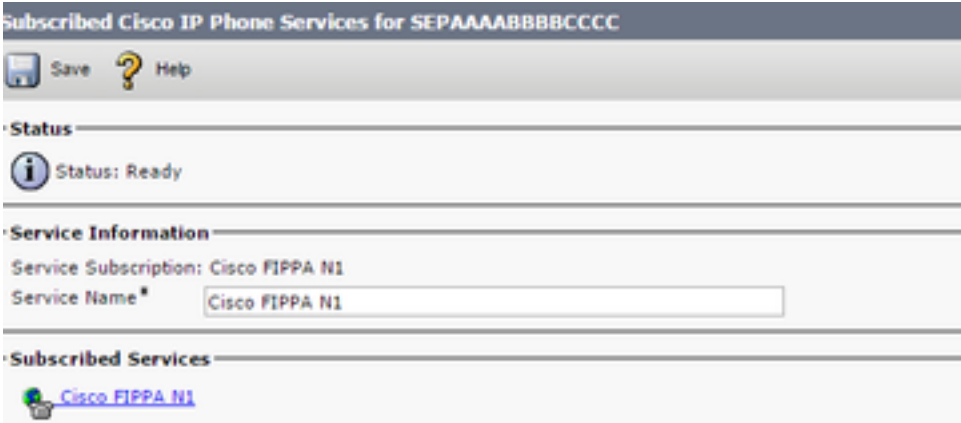 Subscribed Cisco IP Phone Services for SEPAAAABBBBCCCC
Save Help
Status
Status: Ready
Service Information
Service Subscription: Cisco FIPPA N1
Service Name* Cisco FIPPA N1
Subscribed Services
Cisco FIPPA N1